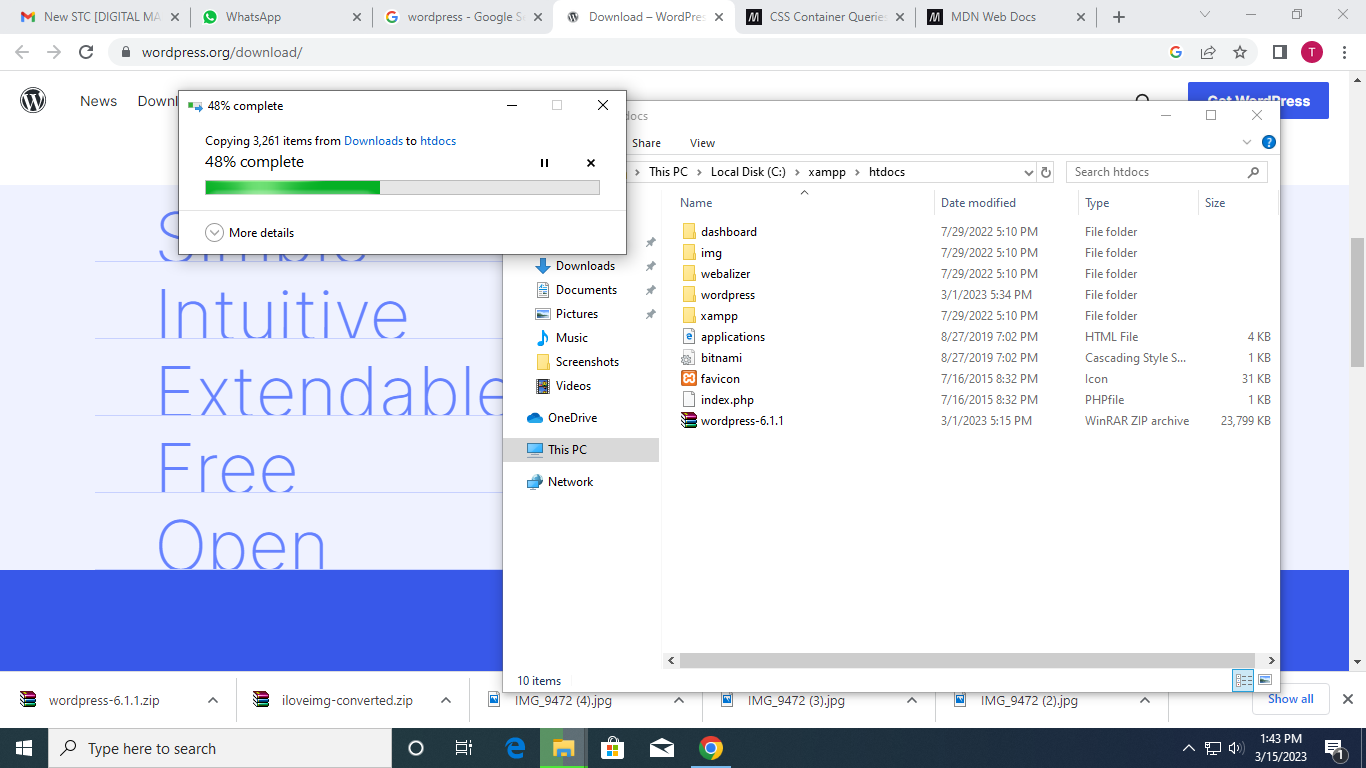 New STC [DIGITAL MA
WhatsApp
wordpress - Google S
Download – WordPres
CSS Container Querie
MDN Web Docs
wordpress.org/download/
T
News
Downl
Get WordPress
48% complete
Copying 3,261 items from Downloads to htdocs
48% complete
More details
docs
Share
View
This PC
Local Disk (C:)
xampp
htdocs
Search htdocs
Name
Date modified
Type
Size
dashboard 7/29/2022 5:10 PM File folder
img 7/29/2022 5:10 PM File folder
webalizer 7/29/2022 5:10 PM File folder
wordpress 3/1/2023 5:34 PM File folder
xampp 7/29/2022 5:10 PM File folder
applications 8/27/2019 7:02 PM HTML File 4 KB
bitnami 8/27/2019 7:02 PM Cascading Style S... 1 KB
favicon 7/16/2015 8:32 PM Icon 31 KB
index.php 7/16/2015 8:32 PM PHPfile 1 KB
wordpress-6.1.1 3/1/2023 5:15 PM WinRAR ZIP archive 23,799 KB
Downloads
Documents
Pictures
Music
Screenshots
Videos
OneDrive
This PC
Network
10 items
Simple
Intuitive
Extendable
Free
Open
wordpress-6.1.1.zip
iloveimg-converted.zip
IMG_9472 (4).jpg
IMG_9472 (3).jpg
IMG_9472 (2).jpg
Show all
Type here to search
1:43 PM
3/15/2023
1